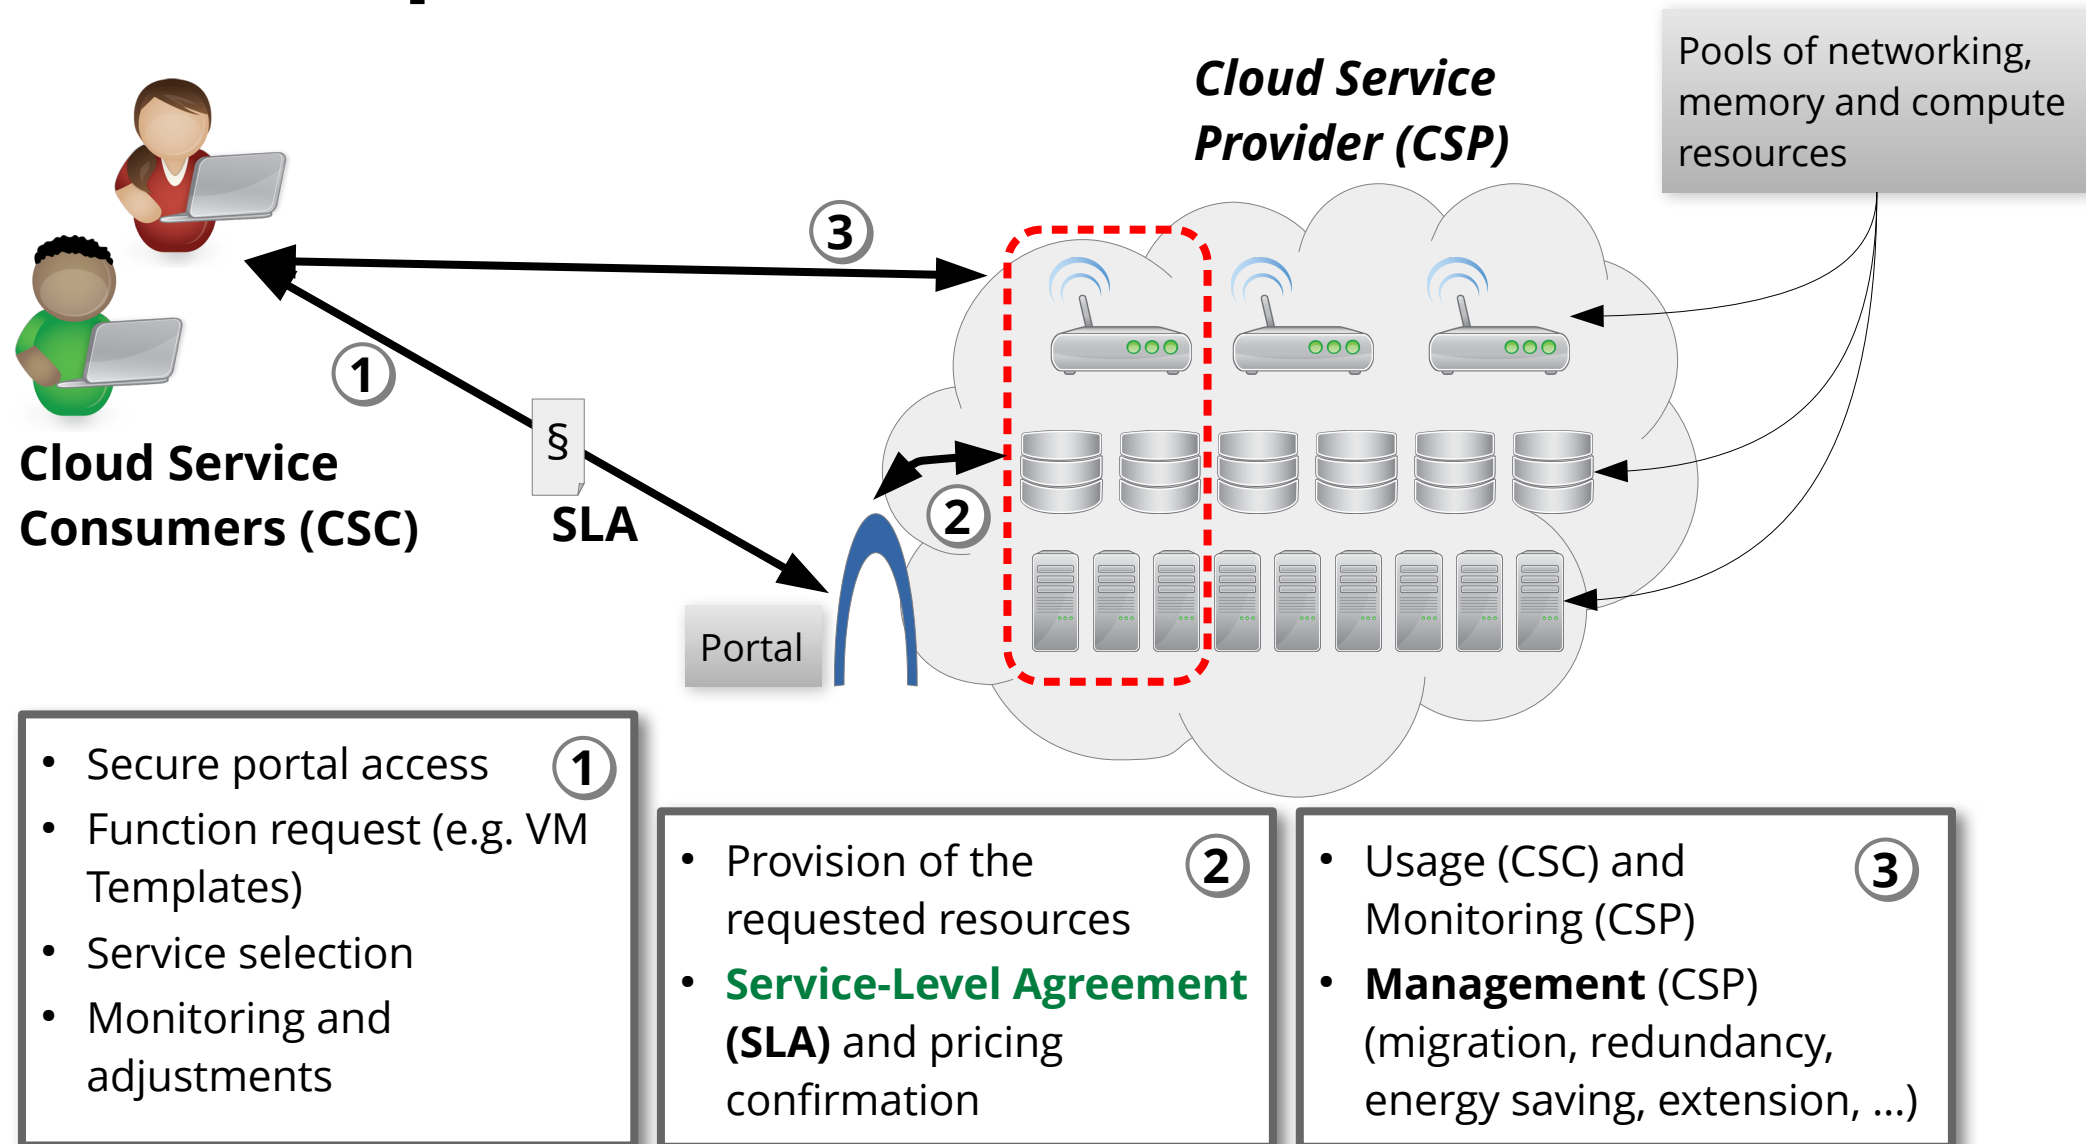 Cloud Service
Provider (CSP)
Pools of networking,
memory and compute
resources
3
1
§
SLA
Cloud Service
Consumers (CSC)
2
Portal
• Secure portal access
1
• Function request (e.g. VM
Templates)
• Service selection
• Monitoring and
adjustments
• Provision of the
requested resources
2
• Service-Level Agreement
(SLA) and pricing
confirmation
• Usage (CSC) and
Monitoring (CSP)
3
• Management (CSP)
(migration, redundancy,
energy saving, extension, ...)